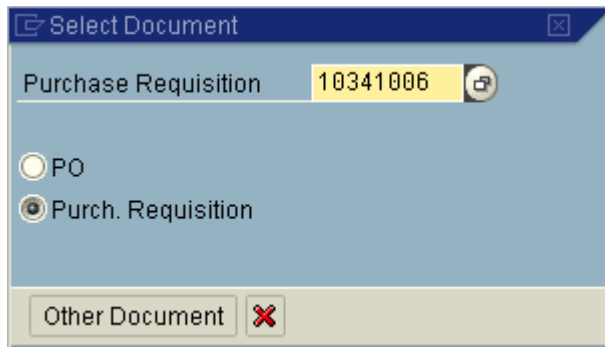 Select Document
Purchase Requisition 10341006
PO
Purch. Requisition
Other Document